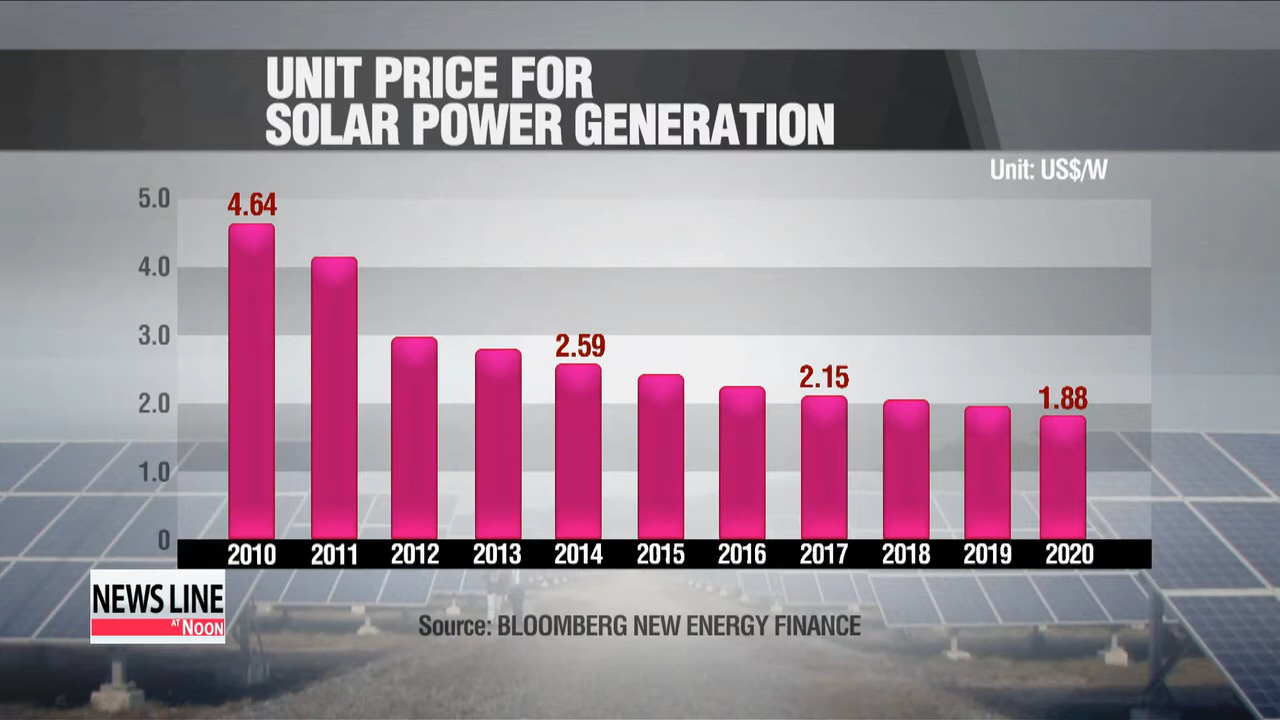 UNIT PRICE FOR
SOLAR POWER GENERATION
Unit: US$/W
5.0
4.0
3.0
2.0
1.0
0
4.64
2.59
2.15
1.88
2010 2011 2012 2013 2014 2015 2016 2017 2018 2019 2020
NEWS LINE
AT NOON
Source: BLOOMBERG NEW ENERGY FINANCE